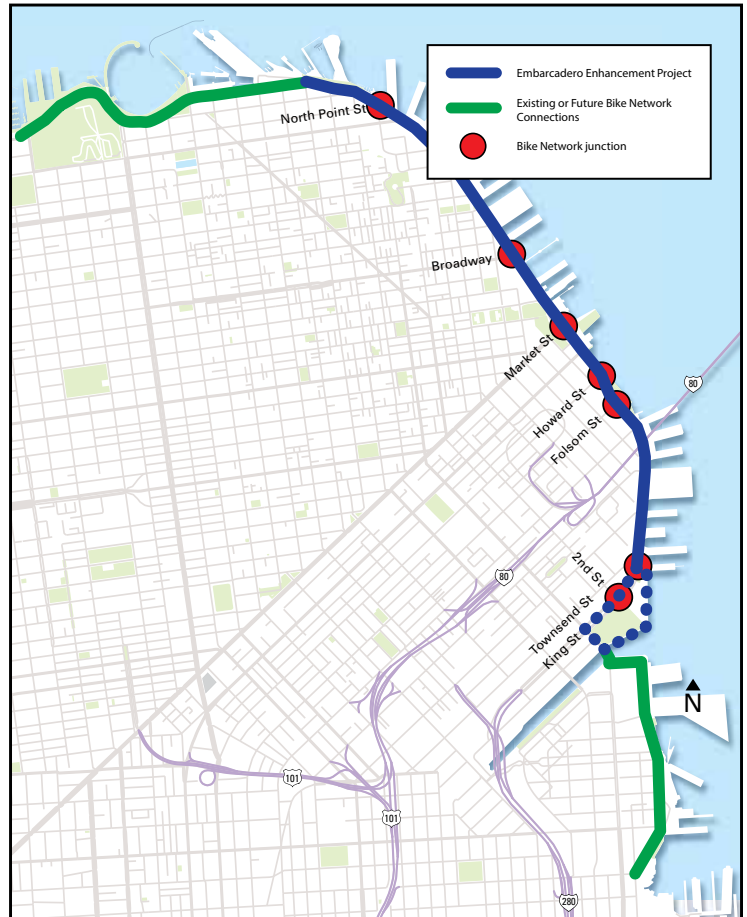 Embarcadero Enhancement Project
Existing or Future Bike Network
Connections
Bike Network junction
North Point St
Broadway
Market St
Howard St
Folsom St
80
80
2nd St
Townsend St
King St
N
101
101
280